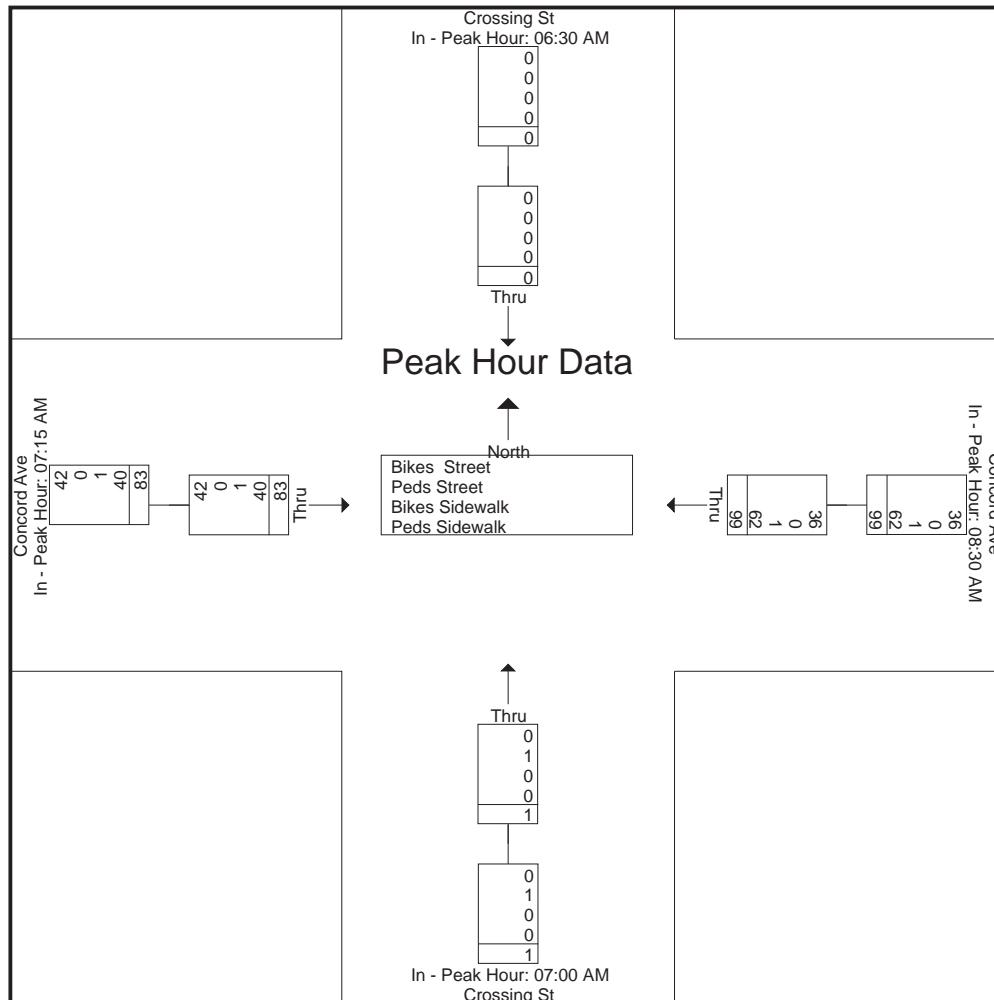 Crossing St
In - Peak Hour: 06:30 AM
0
0
0
0
0
0
0
0
0
0
Thru
Peak Hour Data
North
Bikes Street
Peds Street
Bikes Sidewalk
Peds Sidewalk
Concord Ave
In - Peak Hour: 07:15 AM
42
0
1
40
83
42
0
1
40
83
Thru
Concord Ave
In - Peak Hour: 08:30 AM
36
0
1
62
99
36
0
1
62
99
Thru
Thru
0
1
0
0
1
0
1
0
0
1
In - Peak Hour: 07:00 AM
Crossing St